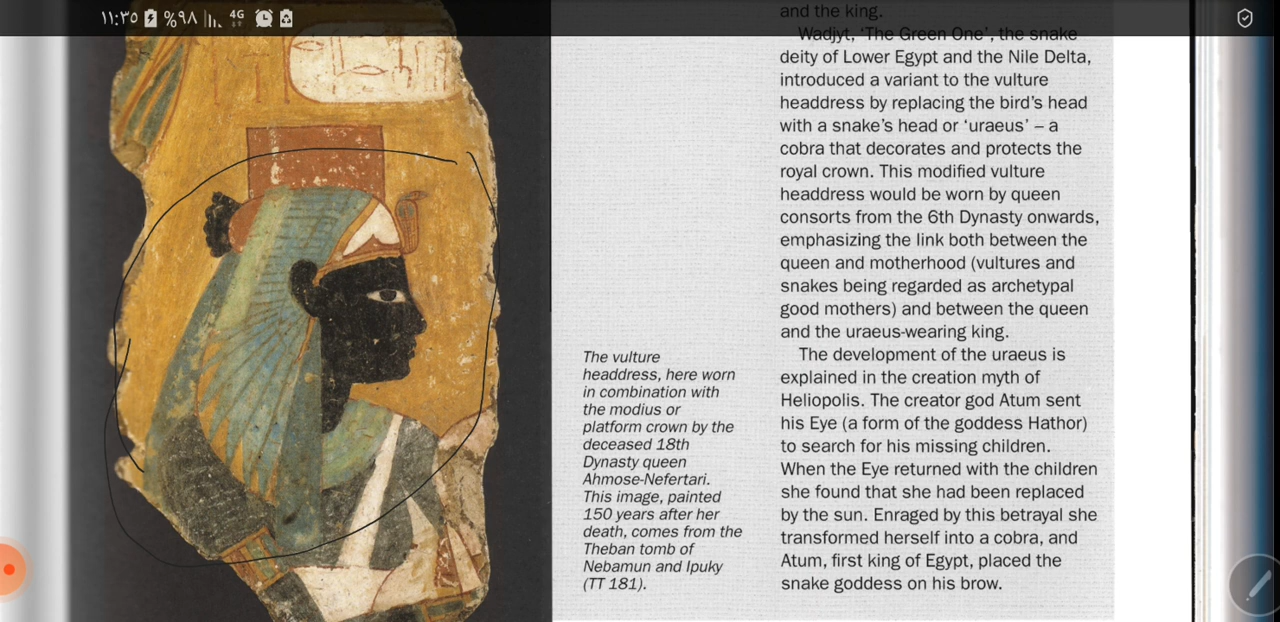 ١١:٣٥ %٩٨ 4G
and the king.
Wadjyt, ‘The Green One’, the snake
deity of Lower Egypt and the Nile Delta,
introduced a variant to the vulture
headdress by replacing the bird’s head
with a snake’s head or ‘uraeus’ – a
cobra that decorates and protects the
royal crown. This modified vulture
headdress would be worn by queen
consorts from the 6th Dynasty onwards,
emphasizing the link both between the
queen and motherhood (vultures and
snakes being regarded as archetypal
good mothers) and between the queen
and the uraeus-wearing king.
The development of the uraeus is
explained in the creation myth of
Heliopolis. The creator god Atum sent
his Eye (a form of the goddess Hathor)
to search for his missing children.
When the Eye returned with the children
she found that she had been replaced
by the sun. Enraged by this betrayal she
transformed herself into a cobra, and
Atum, first king of Egypt, placed the
snake goddess on his brow.
The vulture
headdress, here worn
in combination with
the modius or
platform crown by the
deceased 18th
Dynasty queen
Ahmose-Nefertari.
This image, painted
150 years after her
death, comes from the
Theban tomb of
Nebamun and Ipuky
(TT 181).